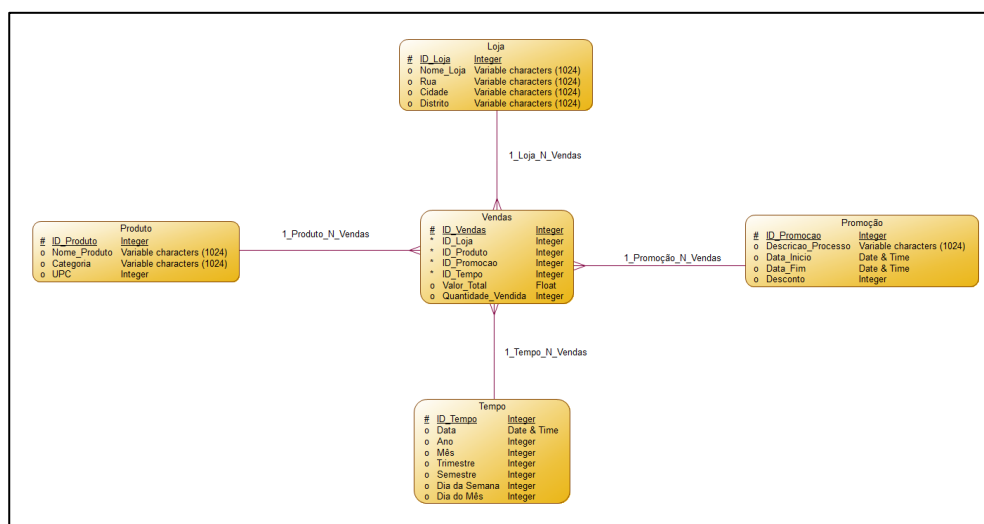 Loja
# ID_Loja Integer
o Nome_Loja Variable characters (1024)
o Rua Variable characters (1024)
o Cidade Variable characters (1024)
o Distrito Variable characters (1024)
1_Loja_N_Vendas
Produto
# ID_Produto Integer
o Nome_Produto Variable characters (1024)
o Categoria Variable characters (1024)
o UPC Integer
1_Produto_N_Vendas
Vendas
# ID_Vendas Integer
* ID_Loja Integer
* ID_Produto Integer
* ID_Promocao Integer
* ID_Tempo Integer
o Valor_Total Float
o Quantidade_Vendida Integer
1_Promoção_N_Vendas
Promoção
# ID_Promocao Integer
o Descricao_Processo Variable characters (1024)
o Data_Inicio Date & Time
o Data_Fim Date & Time
o Desconto Integer
1_Tempo_N_Vendas
Tempo
# ID_Tempo Integer
o Data Date & Time
o Ano Integer
o Mês Integer
o Trimestre Integer
o Semestre Integer
o Dia da Semana Integer
o Dia do Mês Integer